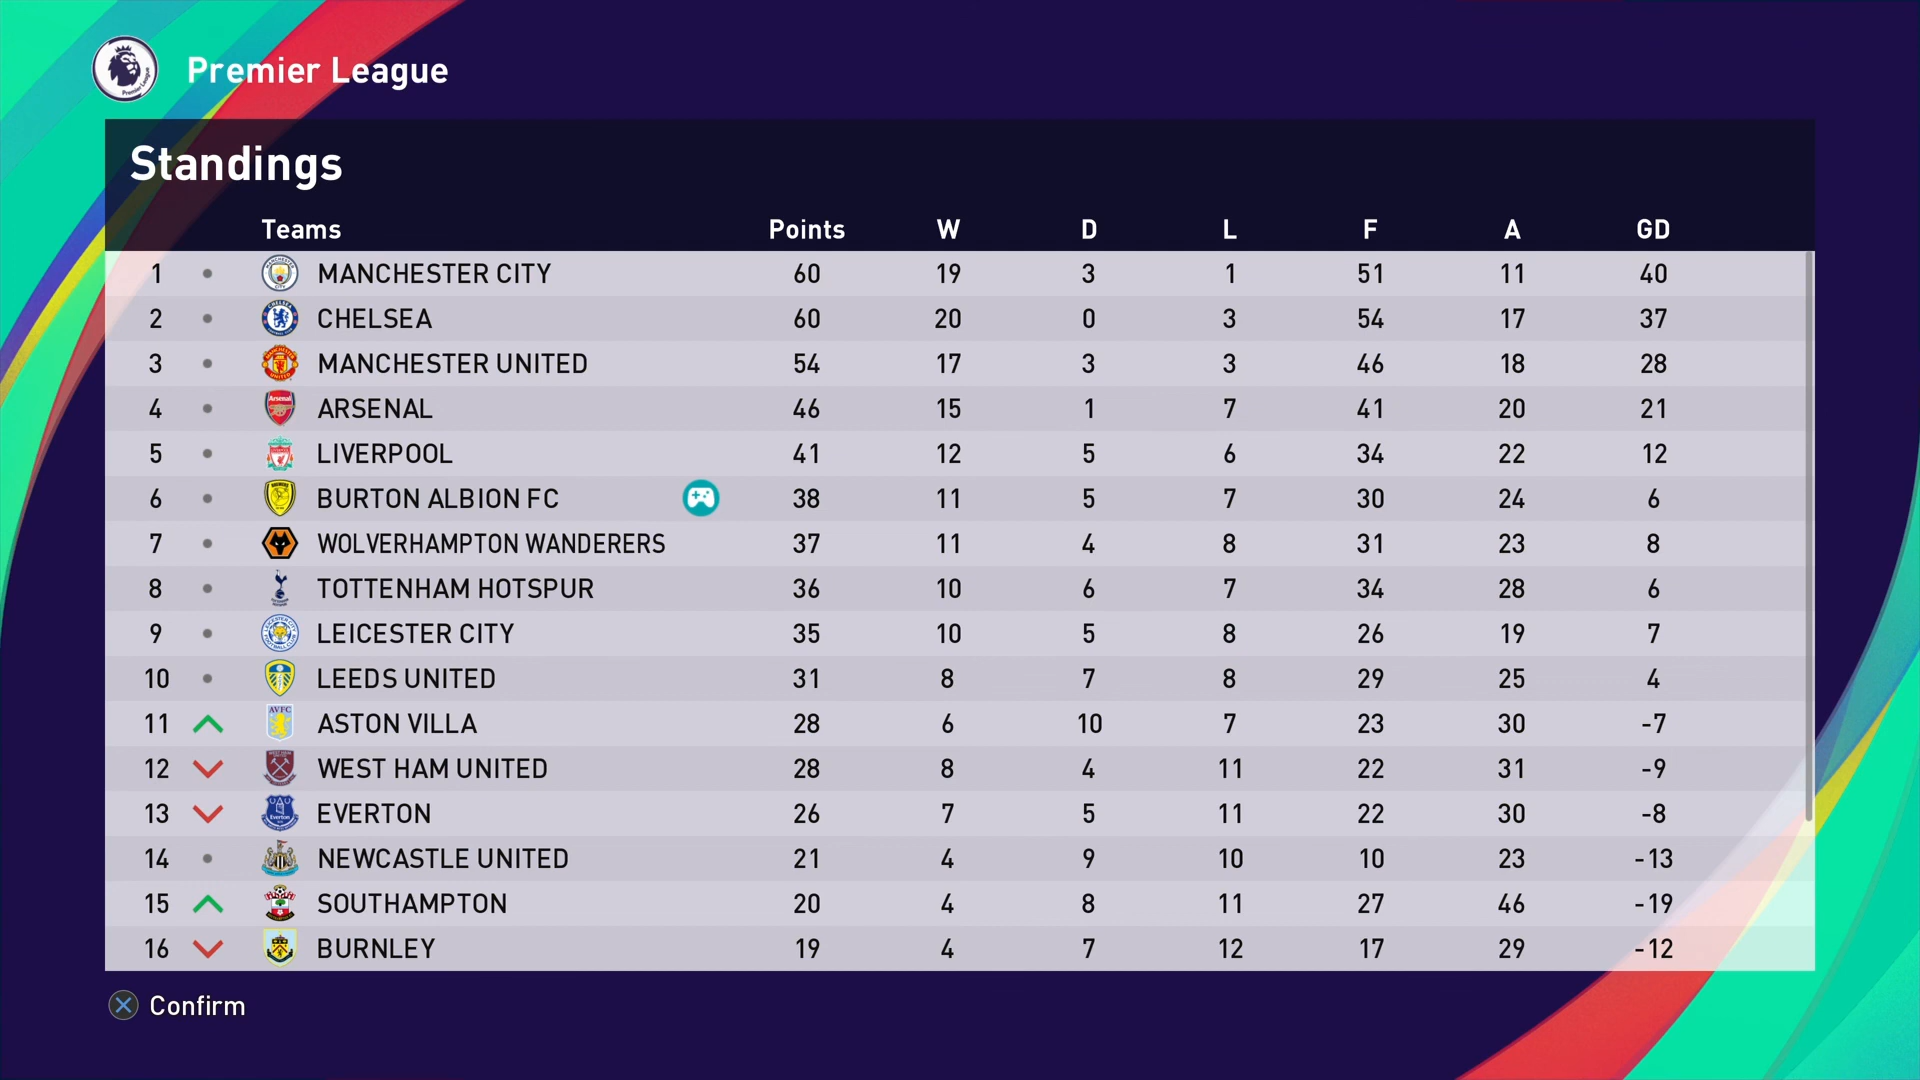 Premier League
Standings
Teams Points W D L F A GD
1 MANCHESTER CITY 60 19 3 1 51 11 40
2 CHELSEA 60 20 0 3 54 17 37
3 MANCHESTER UNITED 54 17 3 3 46 18 28
4 ARSENAL 46 15 1 7 41 20 21
5 LIVERPOOL 41 12 5 6 34 22 12
6 BURTON ALBION FC 38 11 5 7 30 24 6
7 WOLVERHAMPTON WANDERERS 37 11 4 8 31 23 8
8 TOTTENHAM HOTSPUR 36 10 6 7 34 28 6
9 LEICESTER CITY 35 10 5 8 26 19 7
10 LEEDS UNITED 31 8 7 8 29 25 4
11 ASTON VILLA 28 6 10 7 23 30 -7
12 WEST HAM UNITED 28 8 4 11 22 31 -9
13 EVERTON 26 7 5 11 22 30 -8
14 NEWCASTLE UNITED 21 4 9 10 10 23 -13
15 SOUTHAMPTON 20 4 8 11 27 46 -19
16 BURNLEY 19 4 7 12 17 29 -12
Confirm